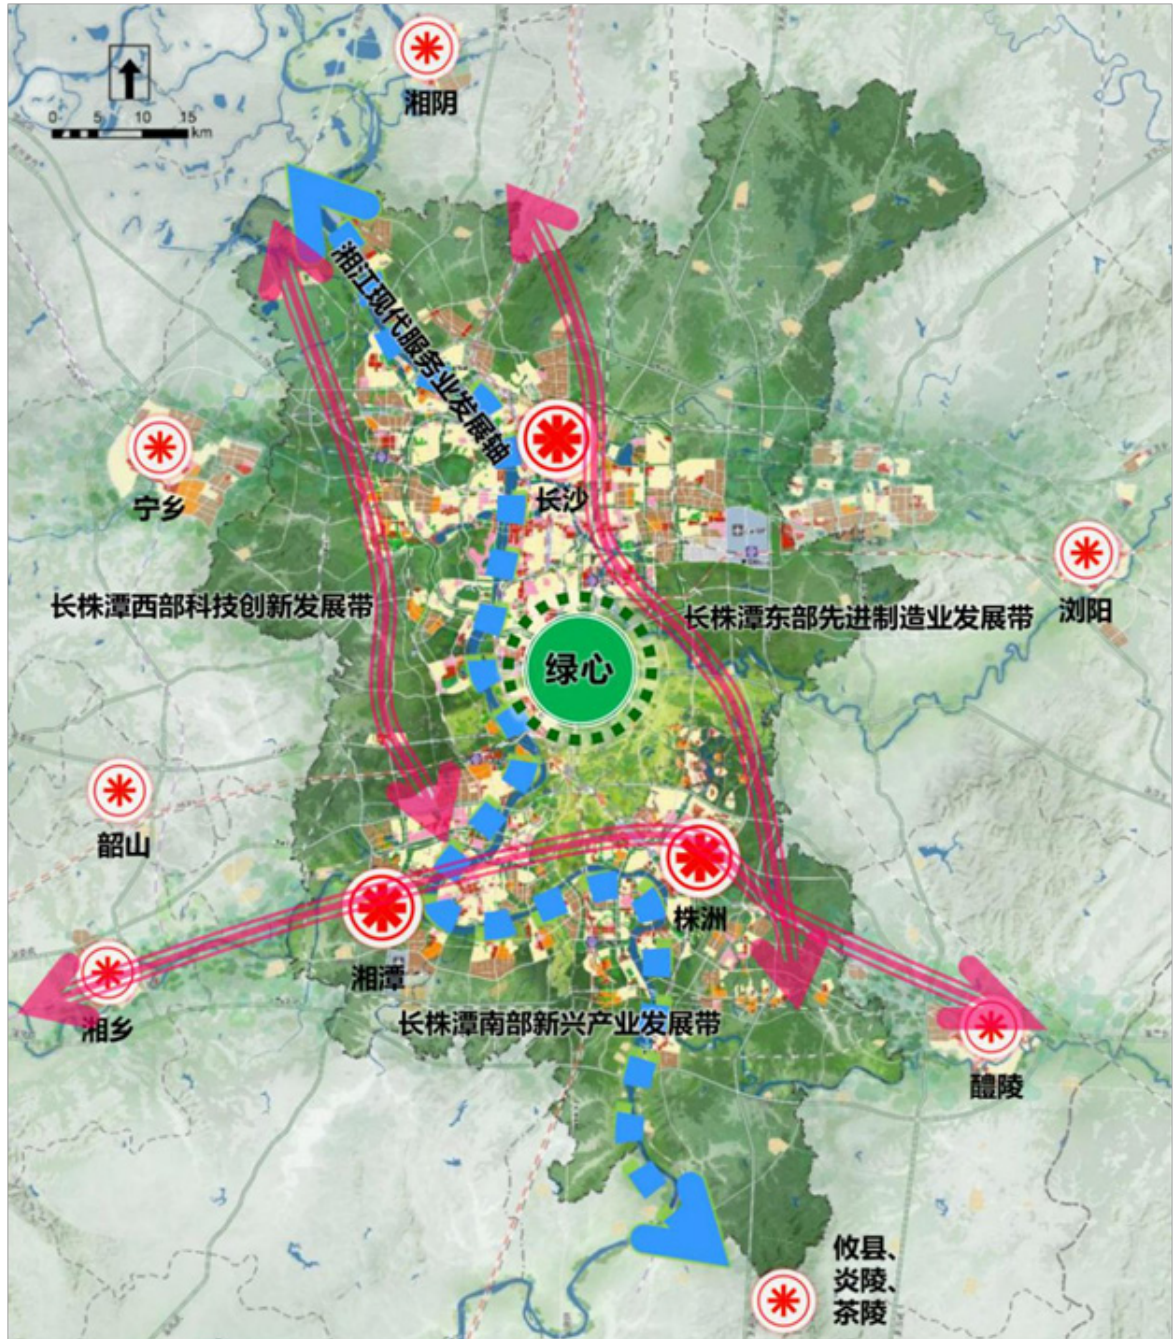 湘阴
0 5 10 15
km
湘江现代服务业发展轴
长沙
宁乡
长株潭西部科技创新发展带
长株潭东部先进制造业发展带
浏阳
绿心
韶山
株洲
湘潭
湘乡
长株潭南部新兴产业发展带
醴陵
攸县、
炎陵、
茶陵